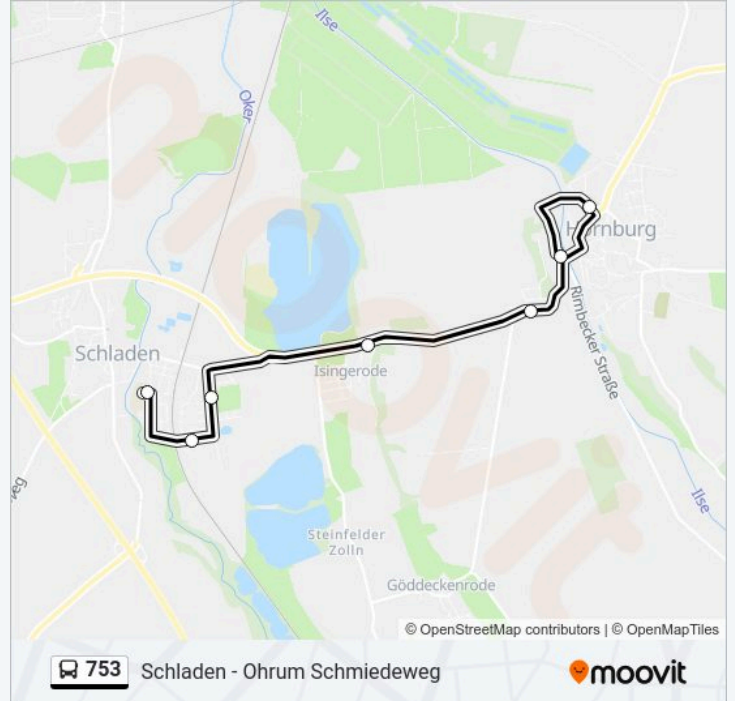 Ilse
Oker
Hornburg
Rimbecker Straße
Schladen
Isingerode
Ilse
Steinfelder
Zolln
Göddeckenrode
© OpenStreetMap contributors | © OpenMapTiles
753 Schladen - Ohrum Schmiedeweg
moovit